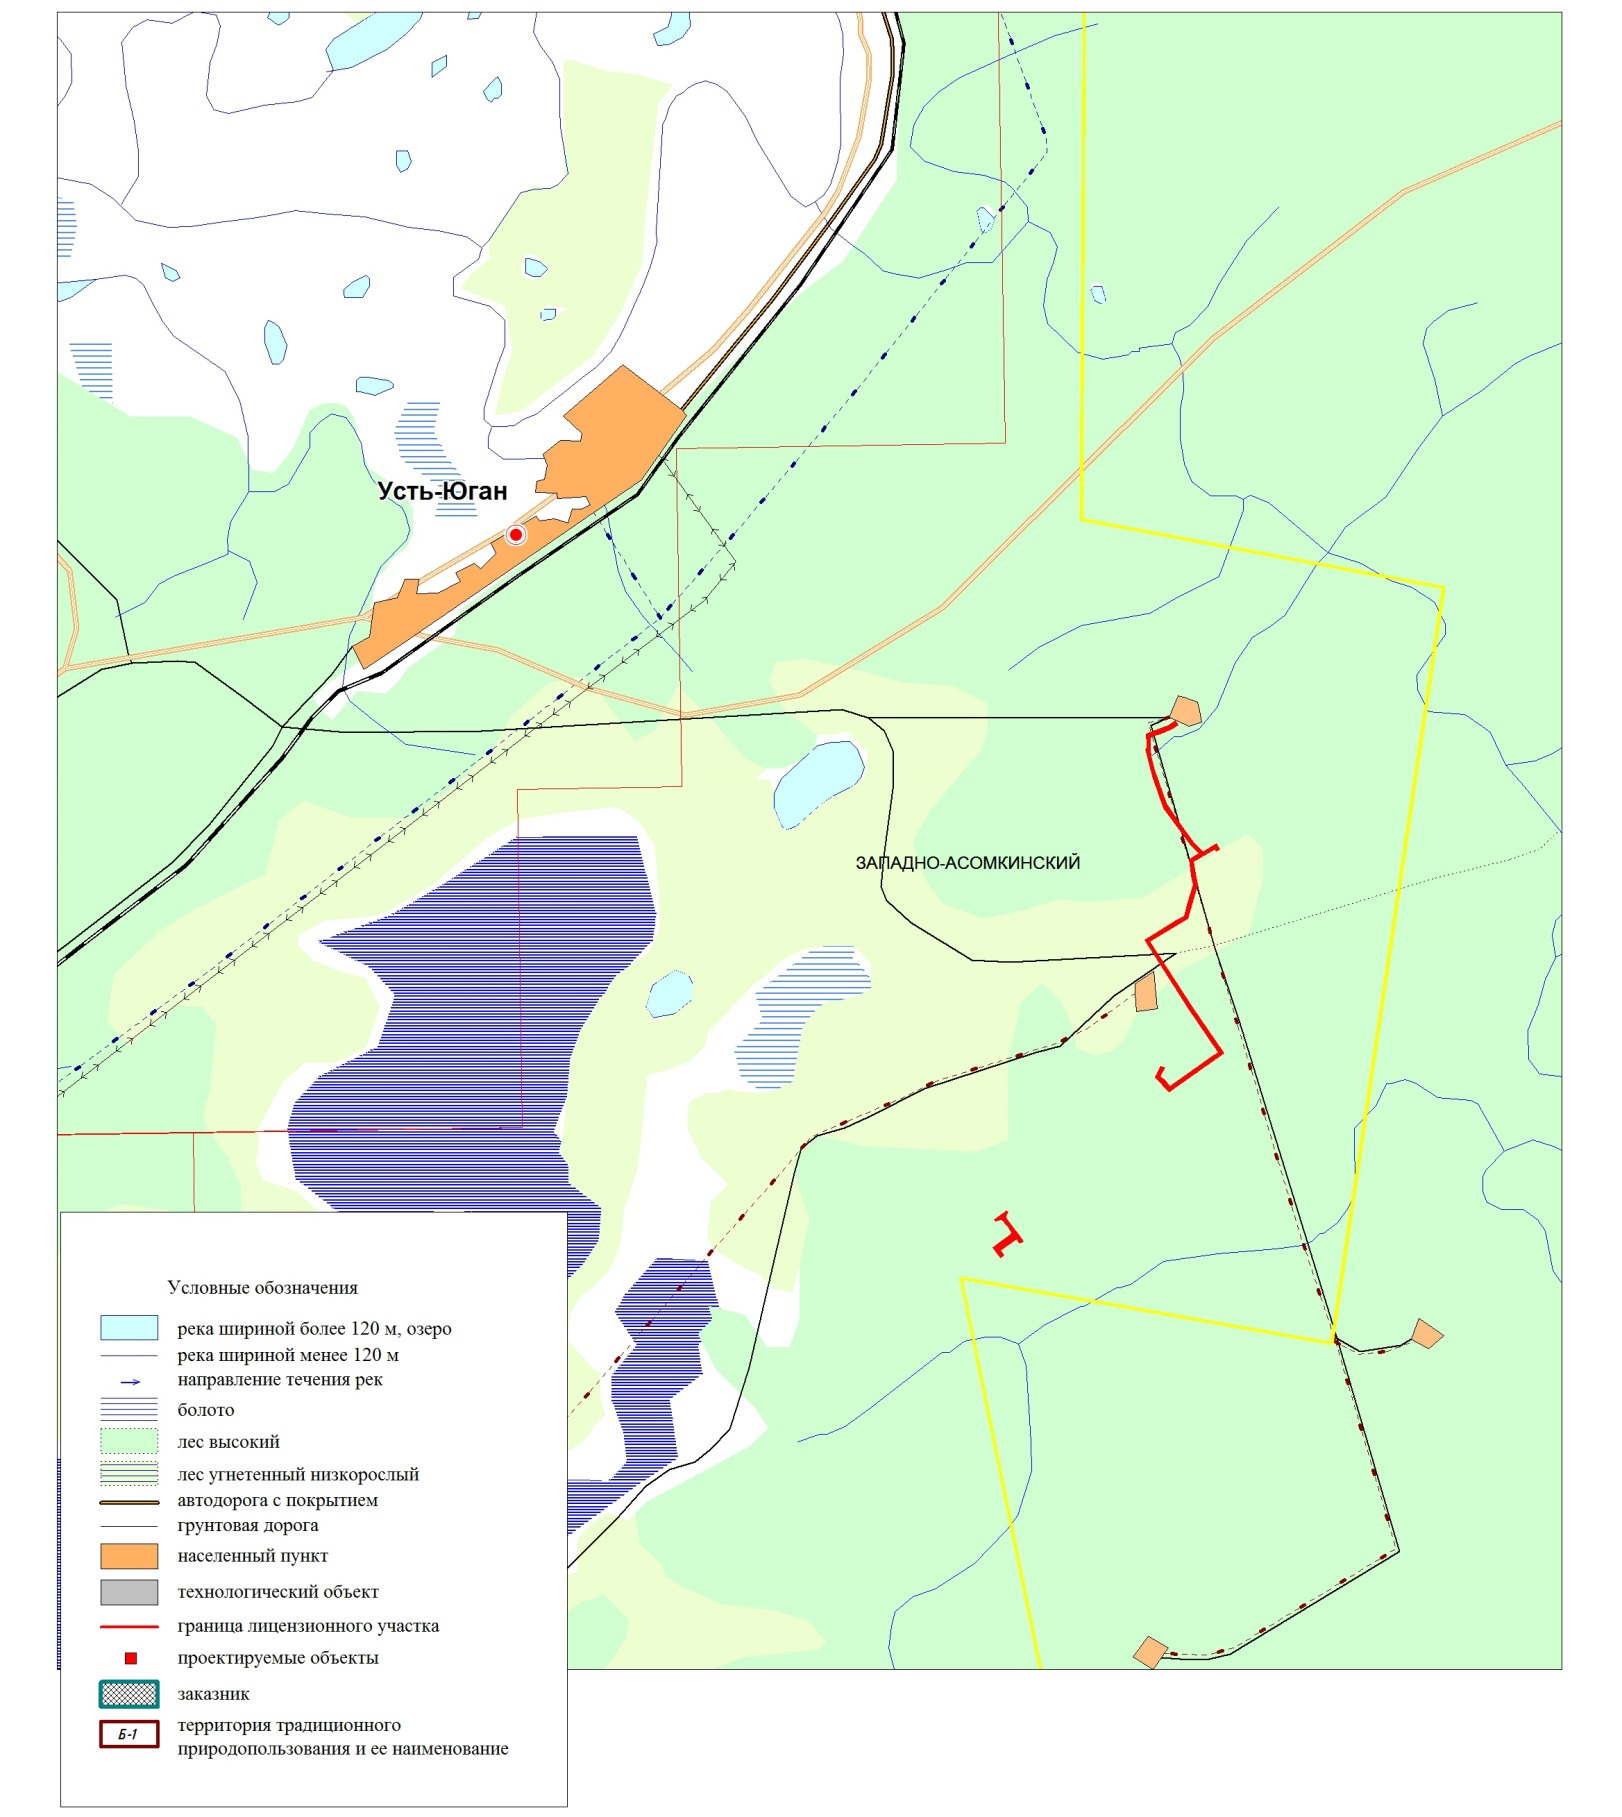 Усть-Юган
ЗАПАДНО-АСОМКИНСКИЙ
Условные обозначения
река шириной более 120 м, озеро
река шириной менее 120 м
направление течения рек
болото
лес высокий
лес угнетенный низкорослый
автодорога с покрытием
грунтовая дорога
населенный пункт
технологический объект
граница лицензионного участка
проектируемые объекты
заказник
Б-1
территория традиционного
природопользования и ее наименование